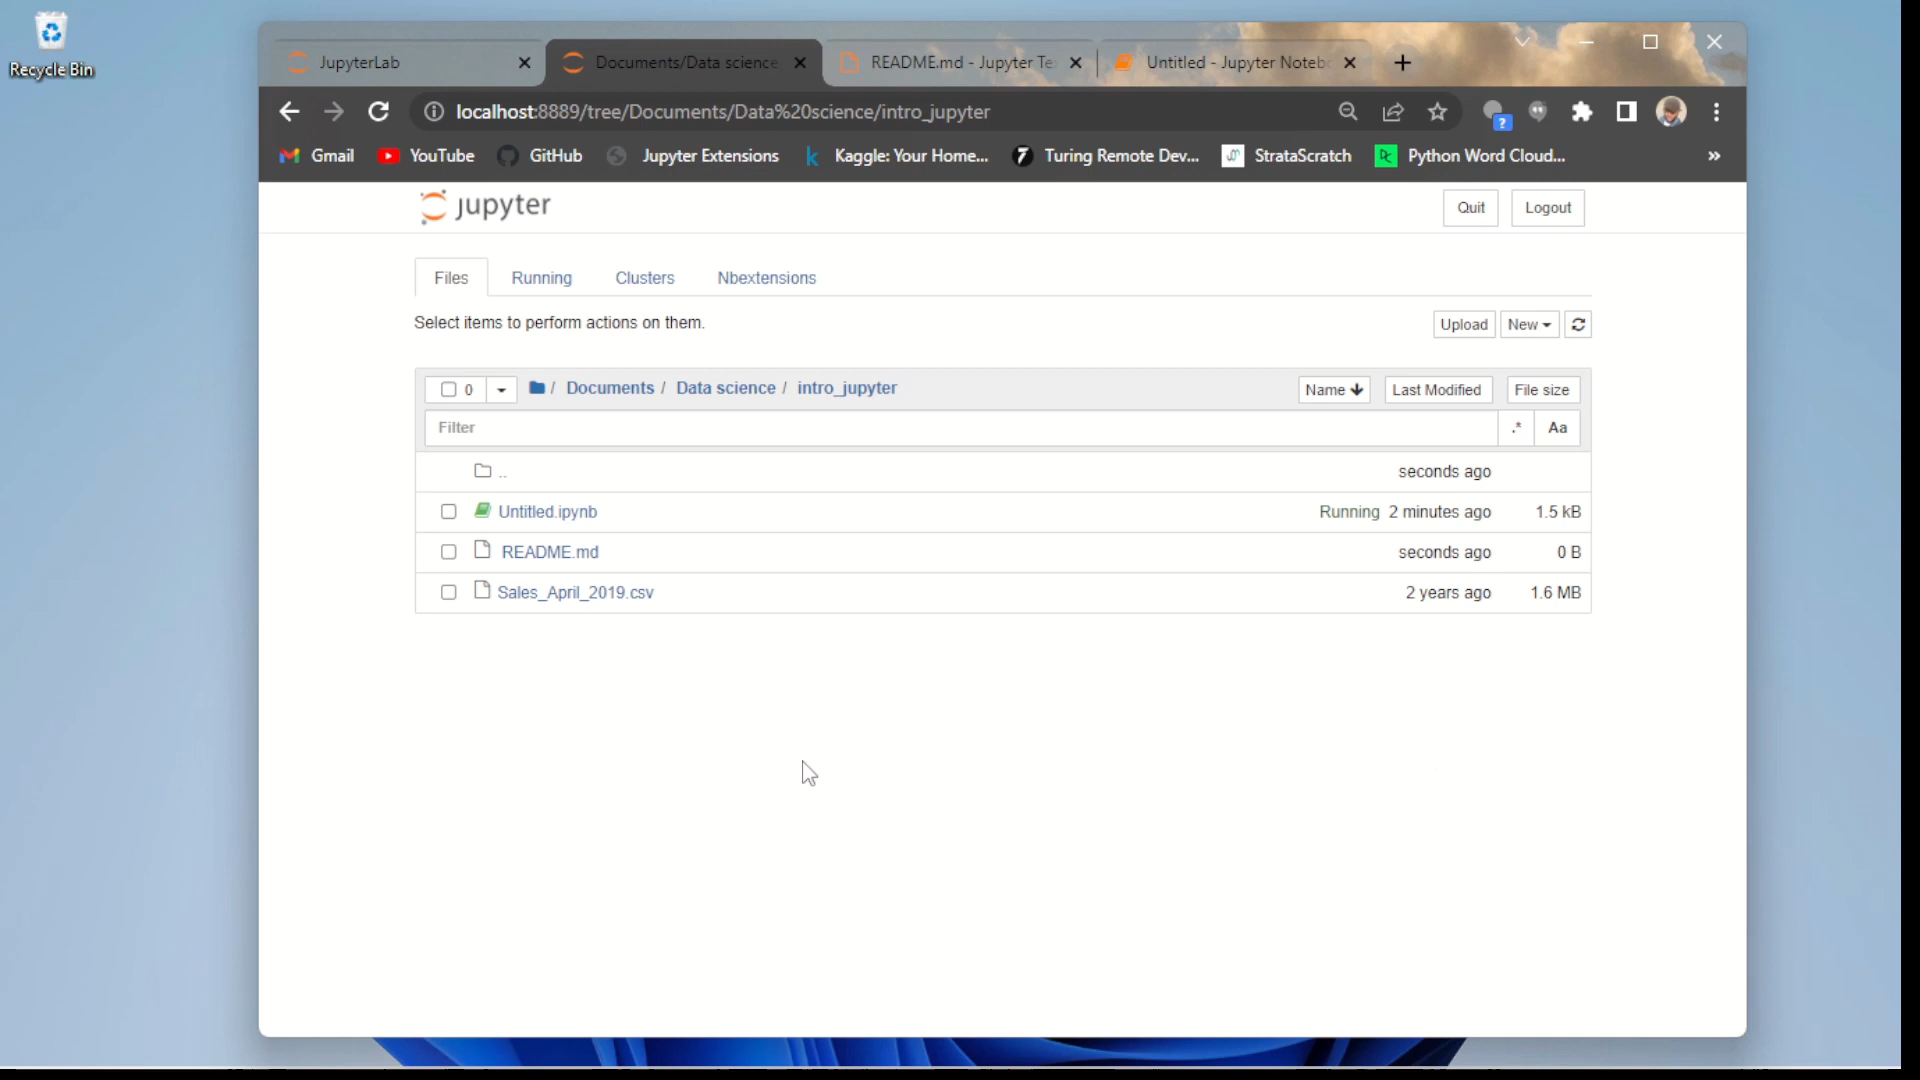 Recycle Bin
JupyterLab
Documents/Data science
README.md - Jupyter Te
Untitled - Jupyter Notebo
localhost:8889/tree/Documents/Data%20science/intro_jupyter
Gmail
YouTube
GitHub
Jupyter Extensions
Kaggle: Your Home...
Turing Remote Dev...
StrataScratch
Python Word Cloud...
»
jupyter
Quit
Logout
Files
Running
Clusters
Nbextensions
Select items to perform actions on them.
Upload
New
0
/ Documents / Data science / intro_jupyter
Name
Last Modified
File size
Filter
.*
Aa
.. seconds ago
Untitled.ipynb Running 2 minutes ago 1.5 kB
README.md seconds ago 0 B
Sales_April_2019.csv 2 years ago 1.6 MB